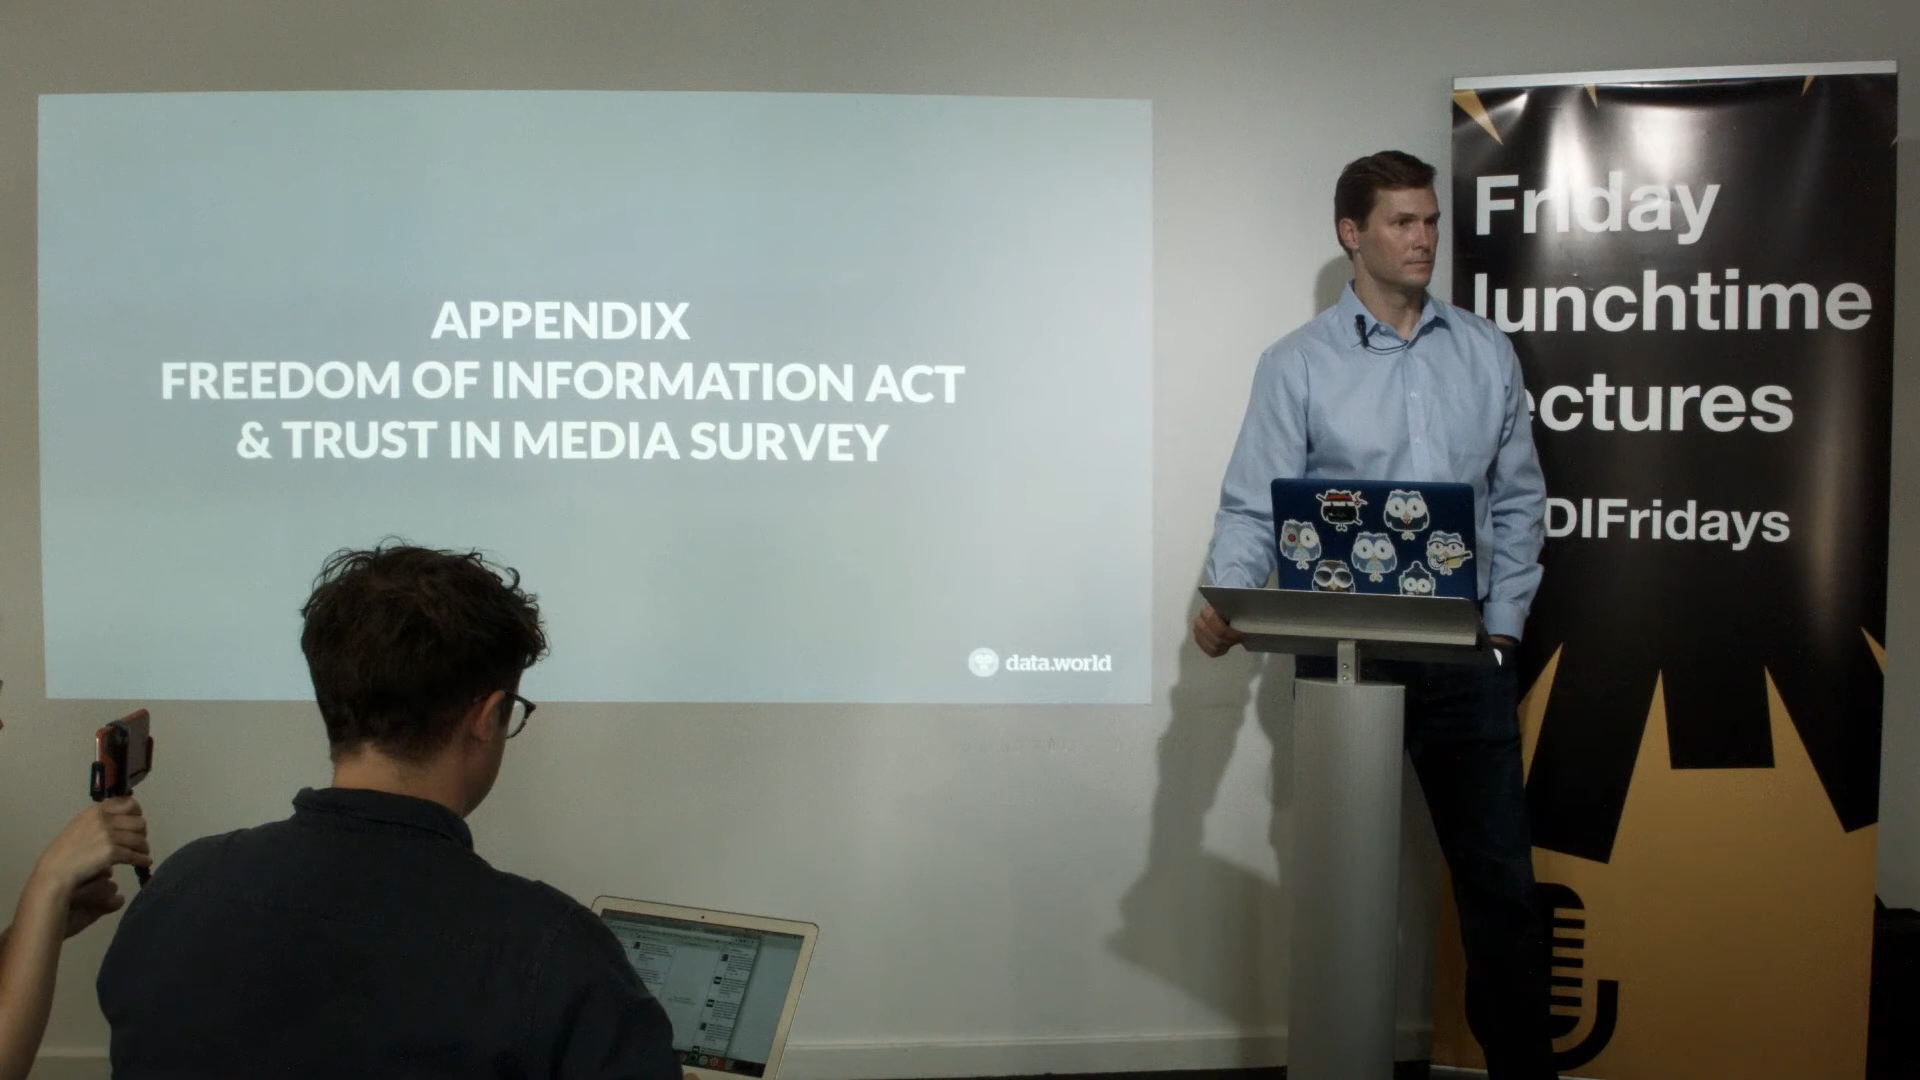 APPENDIX
FREEDOM OF INFORMATION ACT
& TRUST IN MEDIA SURVEY
data.world
Friday
lunchtime
ectures
DIFridays